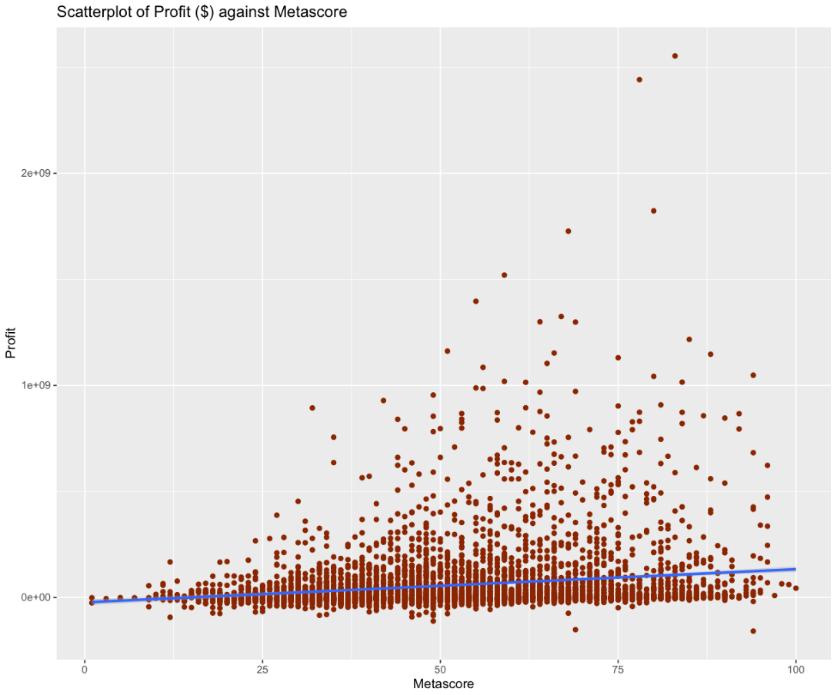 Scatterplot of Profit ($) against Metascore
2e+09
1e+09
0e+00
Profit
0 25 50 75 100
Metascore